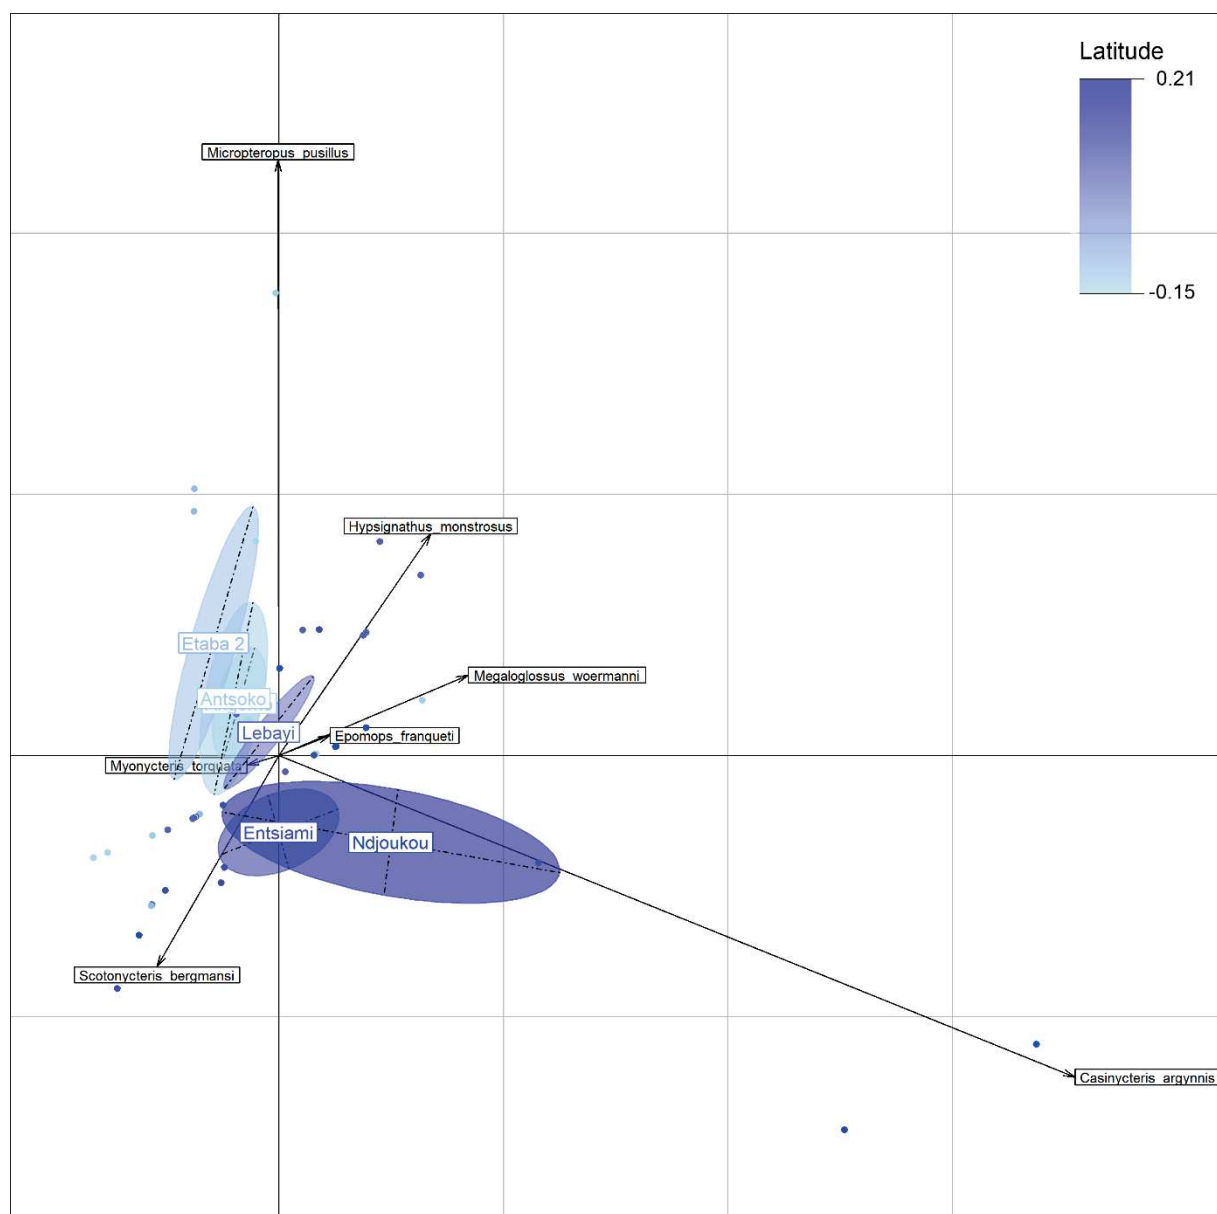 Latitude
0.21
-0.15
Micropteropus_pusillus
Hypsignathus_monstrosus
Etaba 2
Megaloglossus_woermanni
Antsoko
Lebayi
Epomops_franqueti
Myonycteris_torquata
Entsiami
Ndjoukou
Scotonycteris_bergmansi
Casinycteris_argynnis